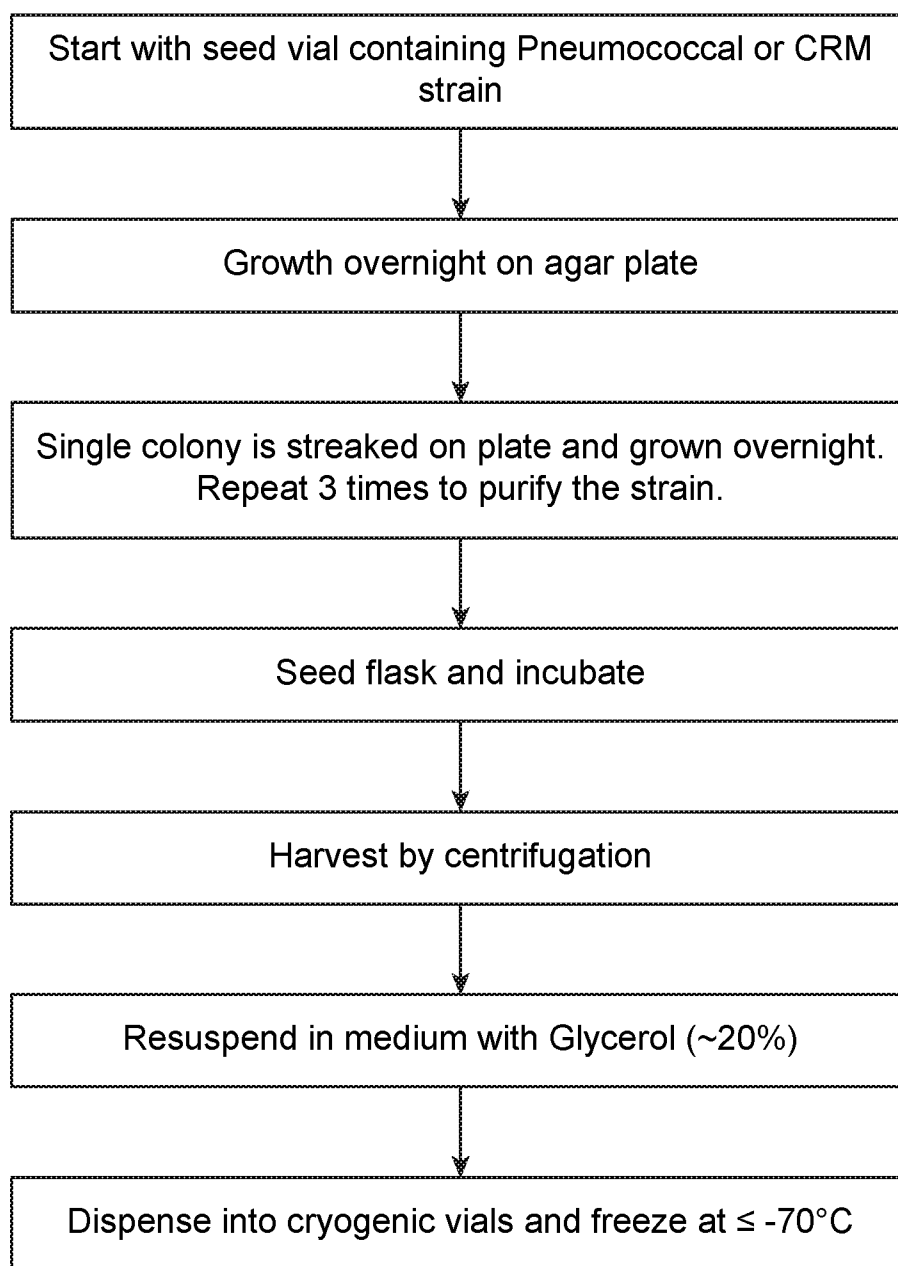 Start with seed vial containing Pneumococcal or CRM
strain
Growth overnight on agar plate
Single colony is streaked on plate and grown overnight.
Repeat 3 times to purify the strain.
Seed flask and incubate
Harvest by centrifugation
Resuspend in medium with Glycerol (~20%)
Dispense into cryogenic vials and freeze at ≤ -70°C